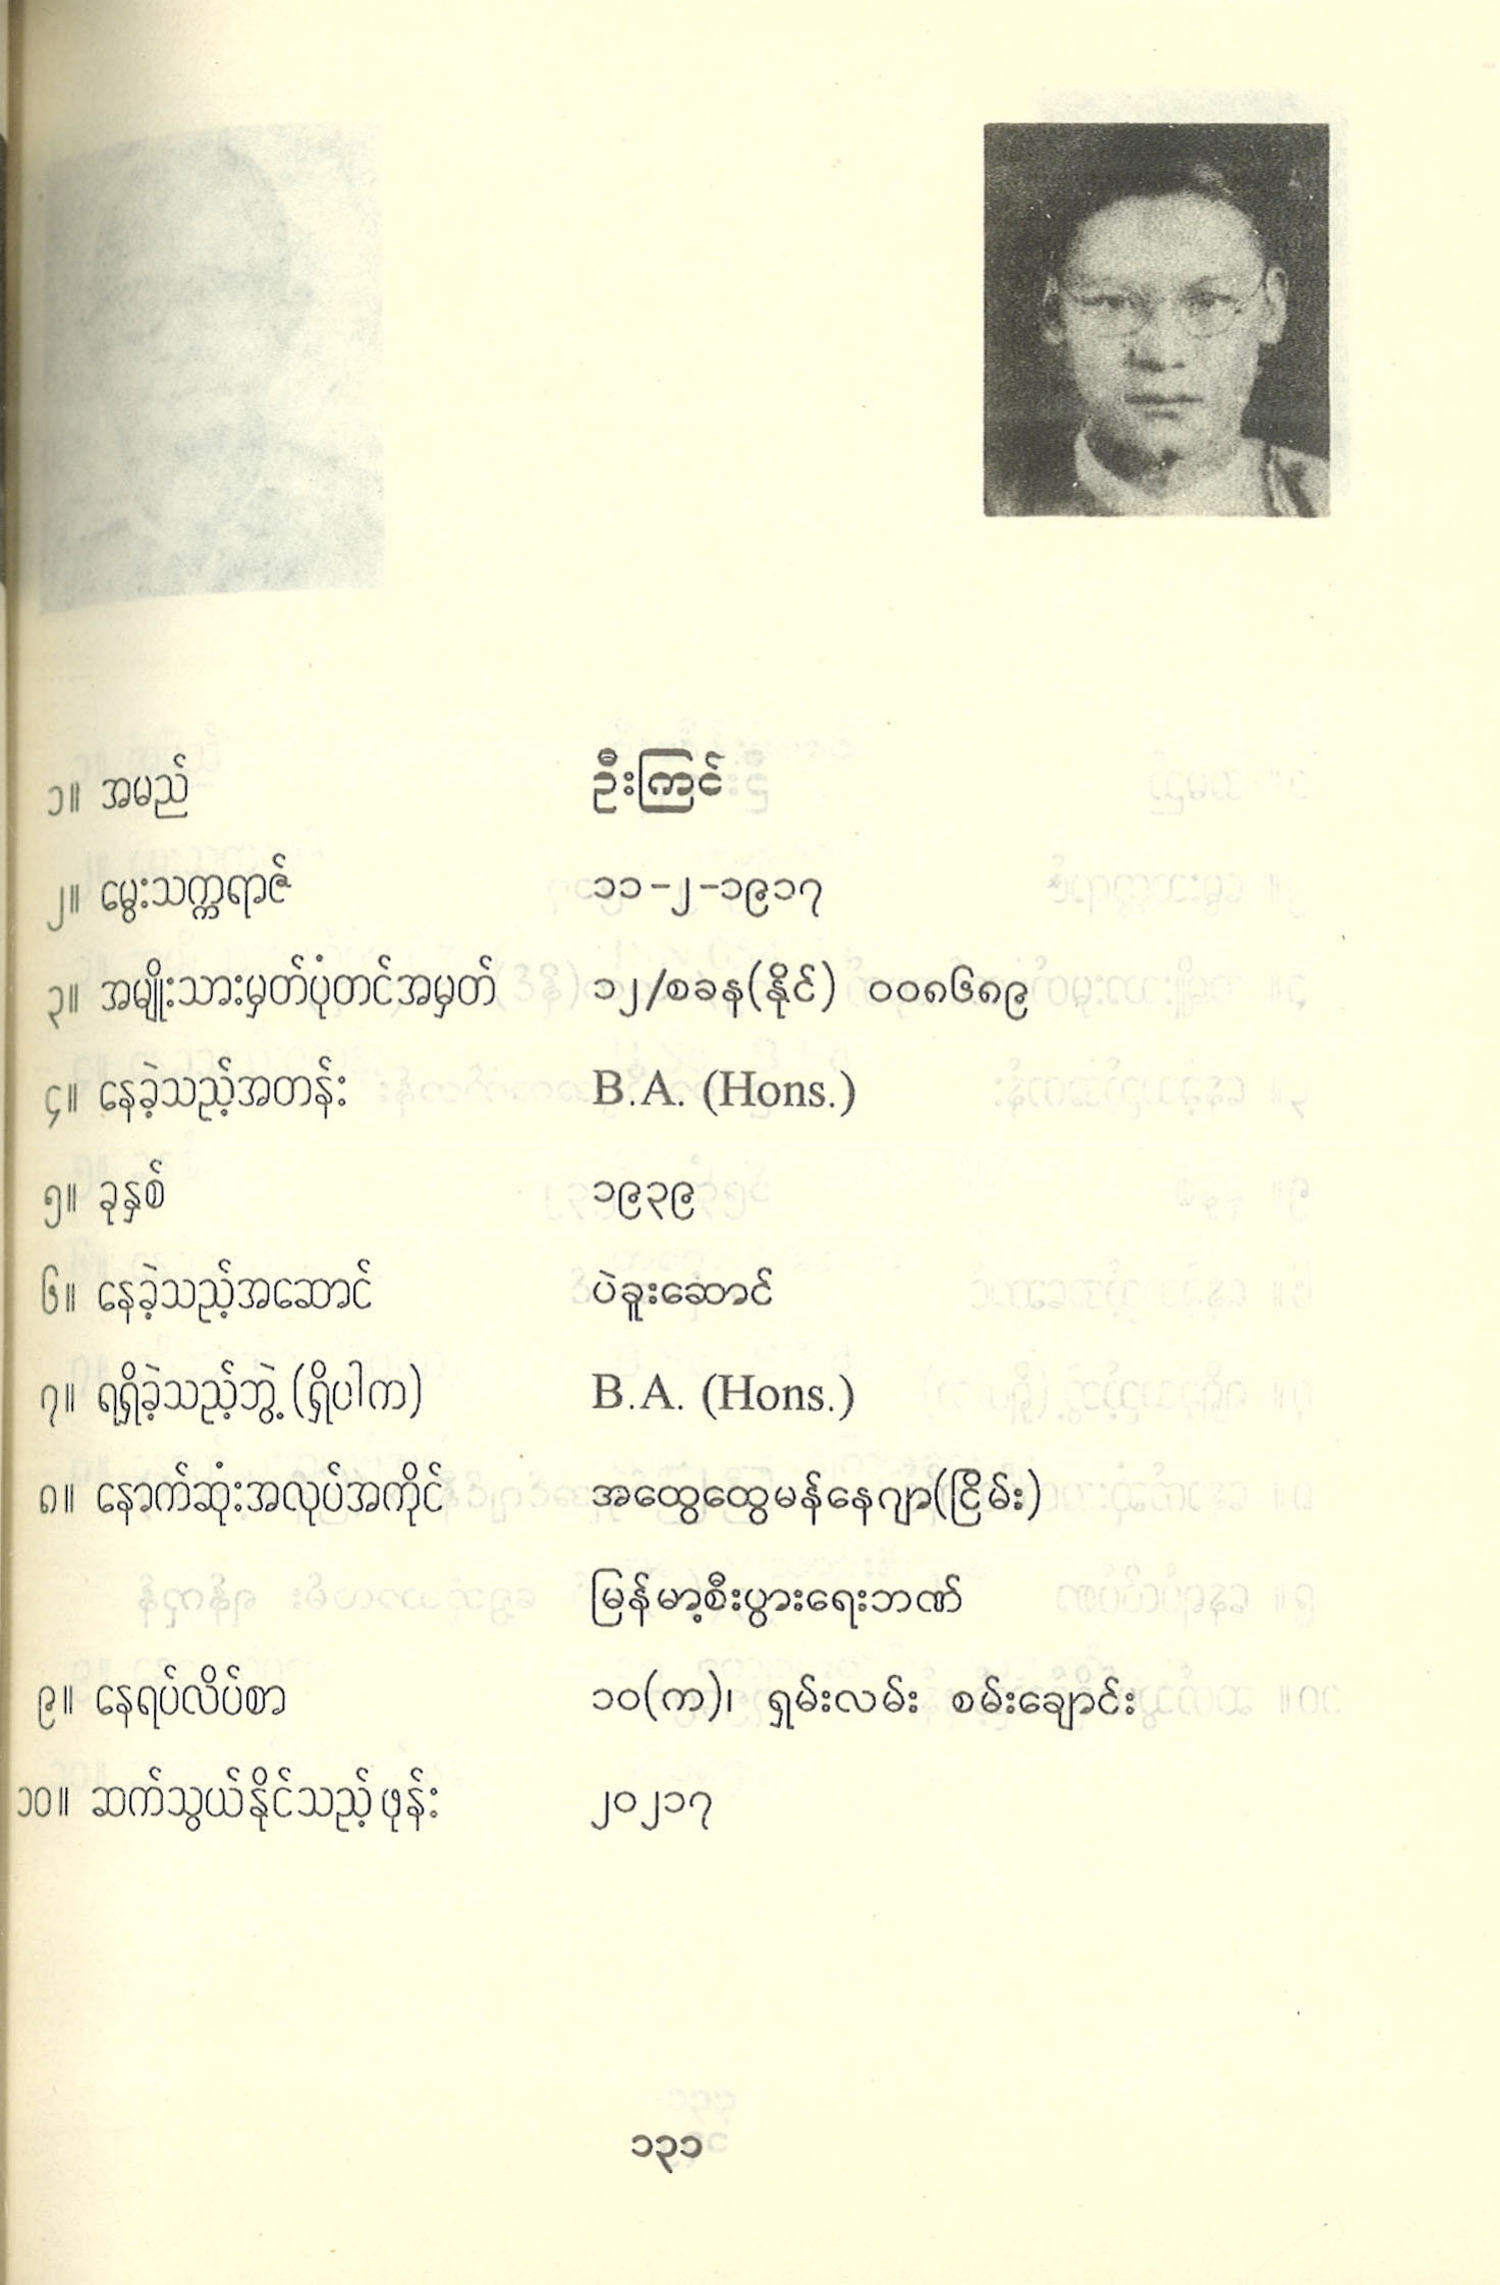 ၁။ အမည် ဦးကြင်
၂။ မွေးသက္ကရာဇ် ၁၁-၂-၁၉၁၇
၃။ အမျိုးသားမှတ်ပုံတင်အမှတ် ၁၂/စခန(နိုင်) ၀၀၈၆၈၉
၄။ နေခဲ့သည့်အတန်း B.A. (Hons.)
၅။ ခုနှစ် ၁၉၃၉
၆။ နေခဲ့သည့်အဆောင် ပဲခူးဆောင်
၇။ ရရှိခဲ့သည့်ဘွဲ့ (ရှိပါက) B.A. (Hons.)
၈။ နောက်ဆုံးအလုပ်အကိုင် အထွေထွေမန်နေဂျာ(ငြိမ်း)
မြန်မာ့စီးပွားရေးဘဏ်
၉။ နေရပ်လိပ်စာ ၁၀(က)၊ ရှမ်းလမ်း စမ်းချောင်း
၁၀။ ဆက်သွယ်နိုင်သည့်ဖုန်း ၂၀၂၁၇
၁၃၁